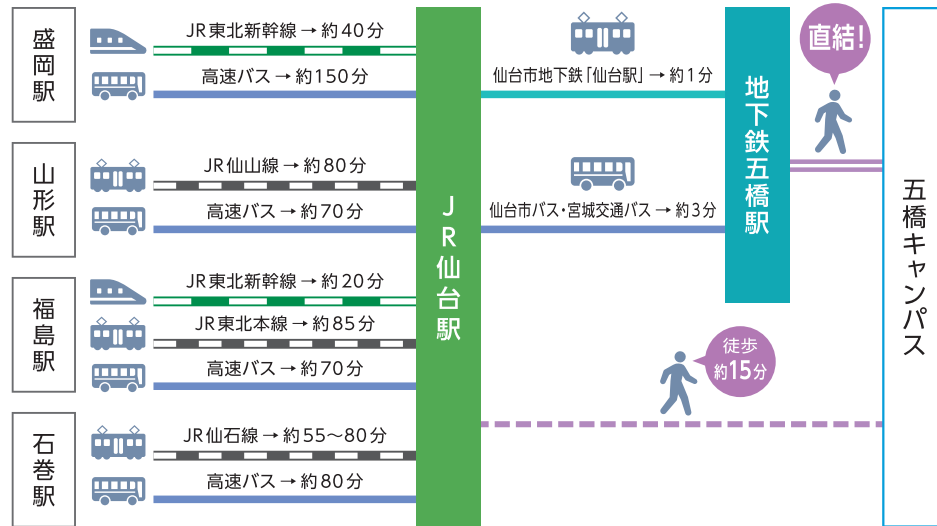 盛岡駅
JR東北新幹線 → 約40分
高速バス → 約150分
山形駅
JR仙山線 → 約80分
高速バス → 約70分
福島駅
JR東北新幹線 → 約20分
JR東北本線 → 約85分
高速バス → 約70分
石巻駅
JR仙石線 → 約55〜80分
高速バス → 約80分
JR仙台駅
仙台市地下鉄「仙台駅」 → 約1分
仙台市バス・宮城交通バス → 約3分
地下鉄五橋駅
直結!
徒歩
約15分
五橋キャンパス